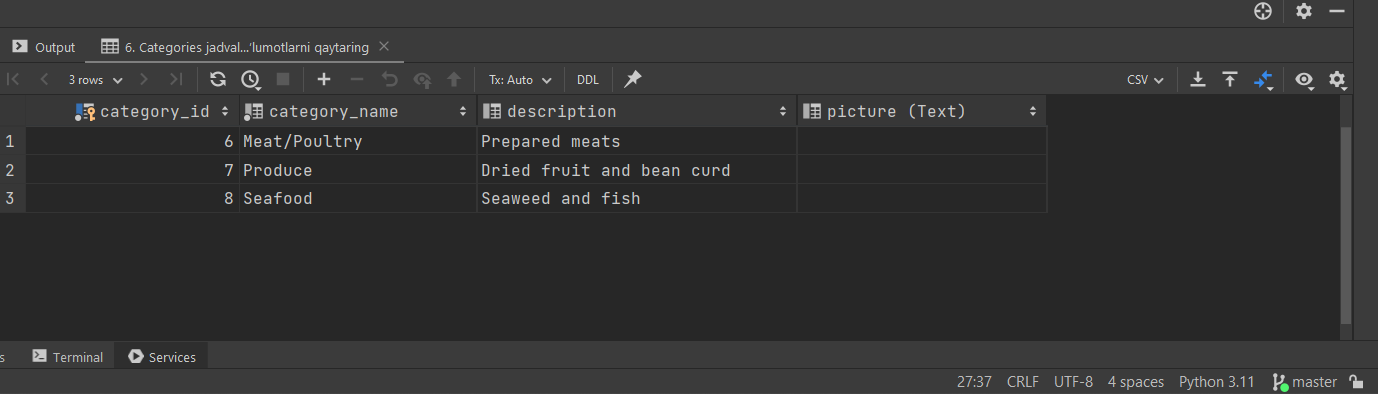 Output 6. Categories jadval...'lumotlarni qaytaring
3 rows Tx: Auto DDL CSV
category_id category_name description picture (Text)
1 6 Meat/Poultry Prepared meats
2 7 Produce Dried fruit and bean curd
3 8 Seafood Seaweed and fish
s Terminal Services
27:37 CRLF UTF-8 4 spaces Python 3.11 master